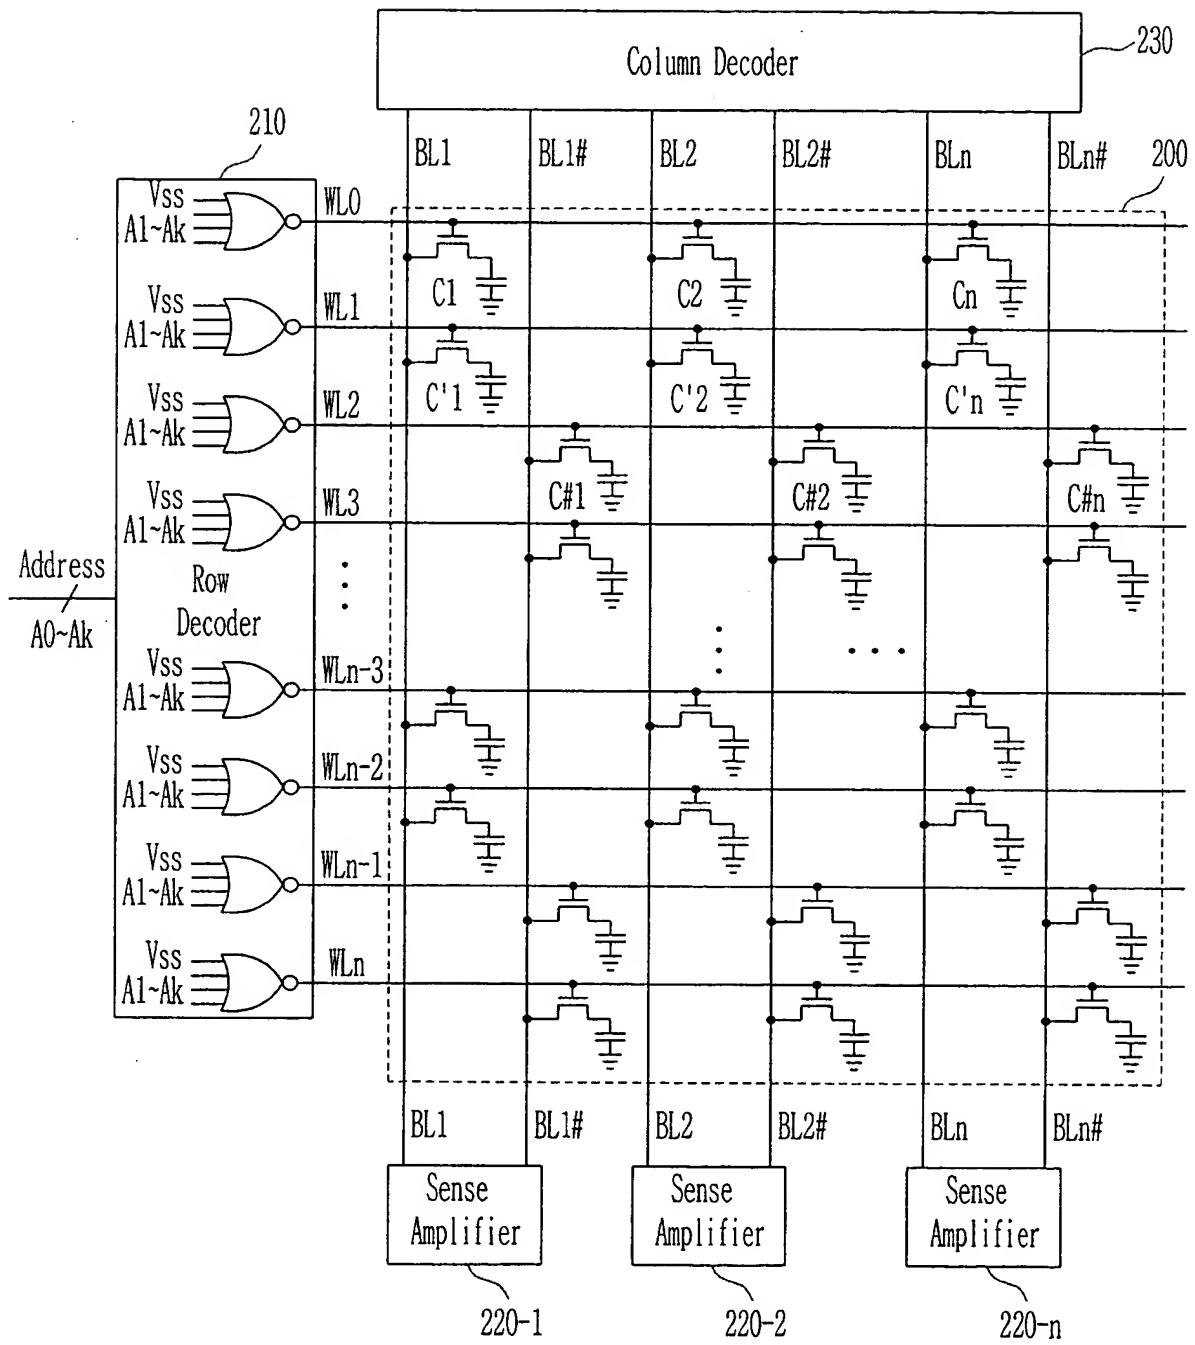 Column Decoder
230
210
BL1
BL1#
BL2
BL2#
BLn
BLn#
200
Vss
A1~Ak
WL0
C1
C2
Cn
Vss
A1~Ak
WL1
C'1
C'2
C'n
Vss
A1~Ak
WL2
C#1
C#2
C#n
Vss
A1~Ak
WL3
Address
A0~Ak
Row
Decoder
Vss
A1~Ak
WLn-3
Vss
A1~Ak
WLn-2
Vss
A1~Ak
WLn-1
Vss
A1~Ak
WLn
BL1
BL1#
BL2
BL2#
BLn
BLn#
Sense
Amplifier
Sense
Amplifier
Sense
Amplifier
220-1
220-2
220-n